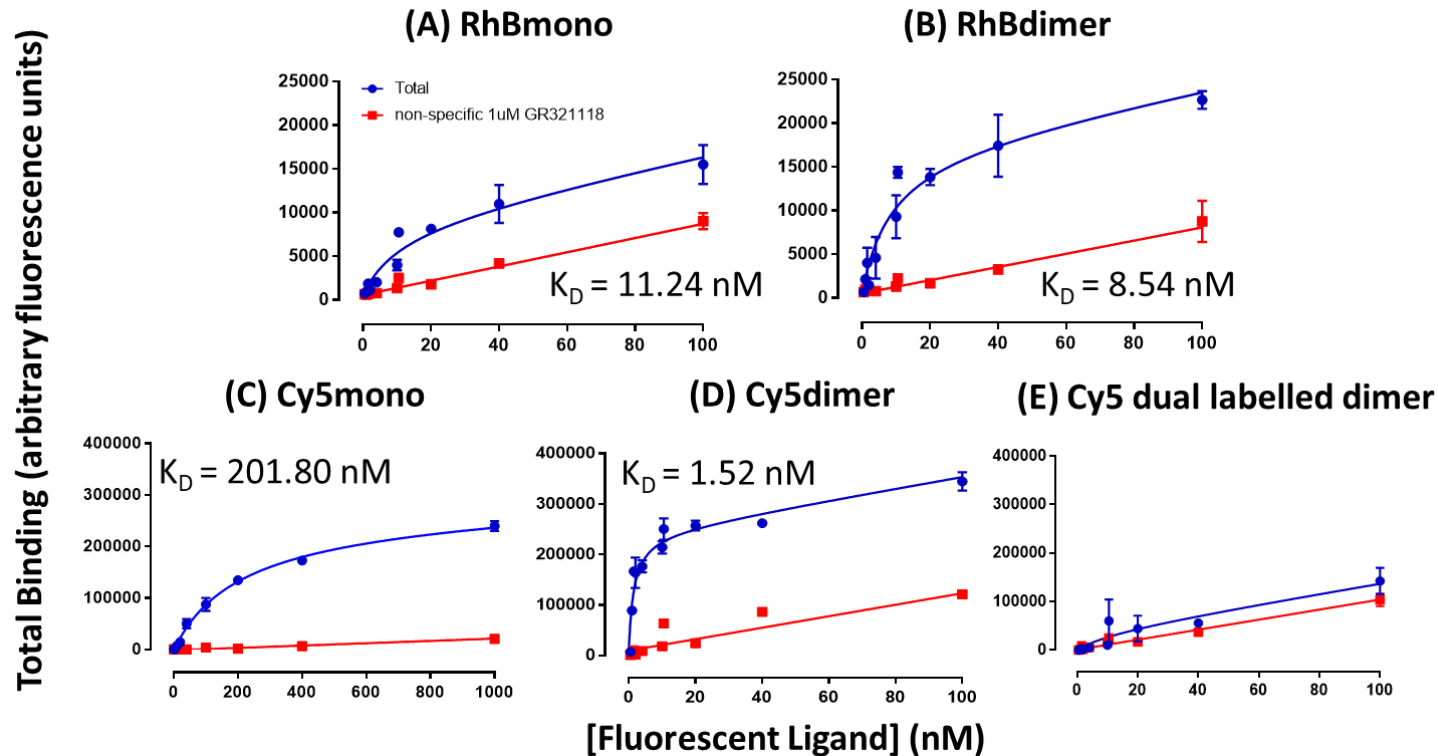 Total Binding (arbitrary fluorescence units)
(A) RhBmono
25000
20000
15000
10000
5000
0
Total
non-specific 1uM GR321118
K_D = 11.24 nM
0 20 40 60 80 100
(B) RhBdimer
25000
20000
15000
10000
5000
0
K_D = 8.54 nM
0 20 40 60 80 100
(C) Cy5mono
400000
300000
200000
100000
0
K_D = 201.80 nM
0 200 400 600 800 1000
(D) Cy5dimer
400000
300000
200000
100000
0
K_D = 1.52 nM
0 20 40 60 80 100
(E) Cy5 dual labelled dimer
400000
300000
200000
100000
0
0 20 40 60 80 100
[Fluorescent Ligand] (nM)